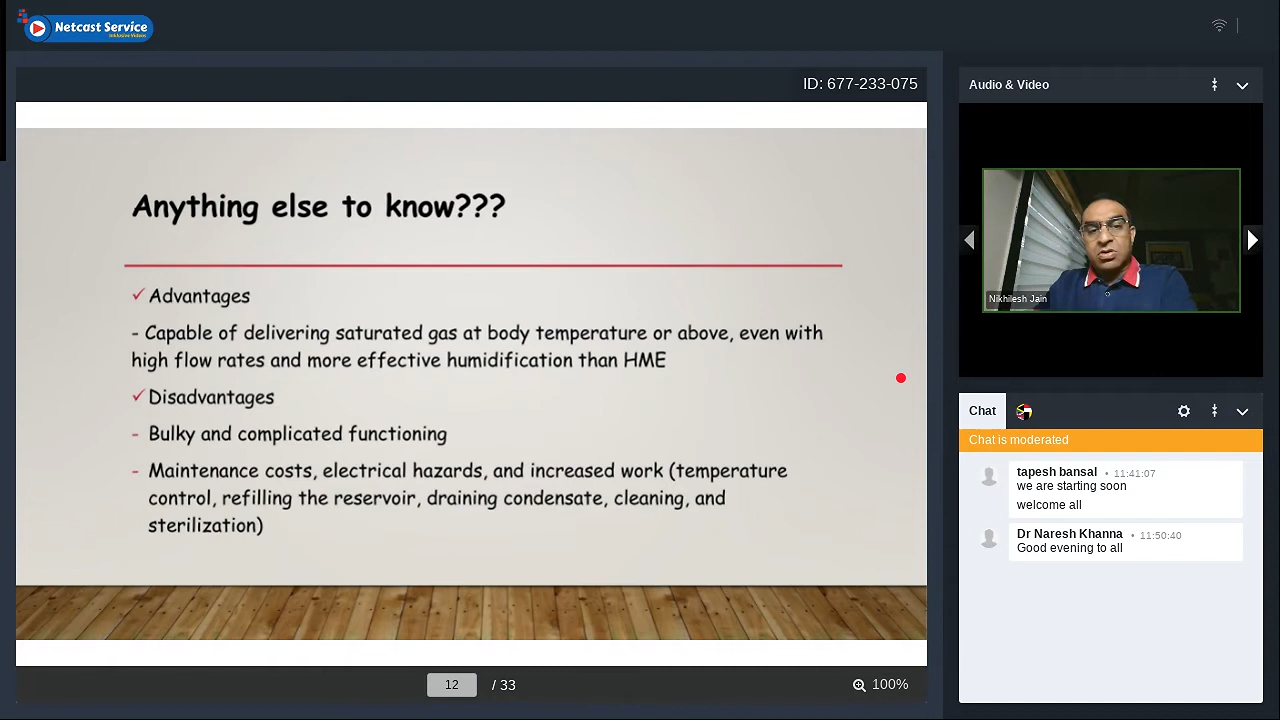 Netcast Service
Inklusive Videos
ID: 677-233-075
Anything else to know???
✓ Advantages
- Capable of delivering saturated gas at body temperature or above, even with
high flow rates and more effective humidification than HME
✓ Disadvantages
- Bulky and complicated functioning
- Maintenance costs, electrical hazards, and increased work (temperature
control, refilling the reservoir, draining condensate, cleaning, and
sterilization)
12 / 33
100%
Audio & Video
Nikhilesh Jain
Chat
Chat is moderated
tapesh bansal • 11:41:07
we are starting soon
welcome all
Dr Naresh Khanna • 11:50:40
Good evening to all